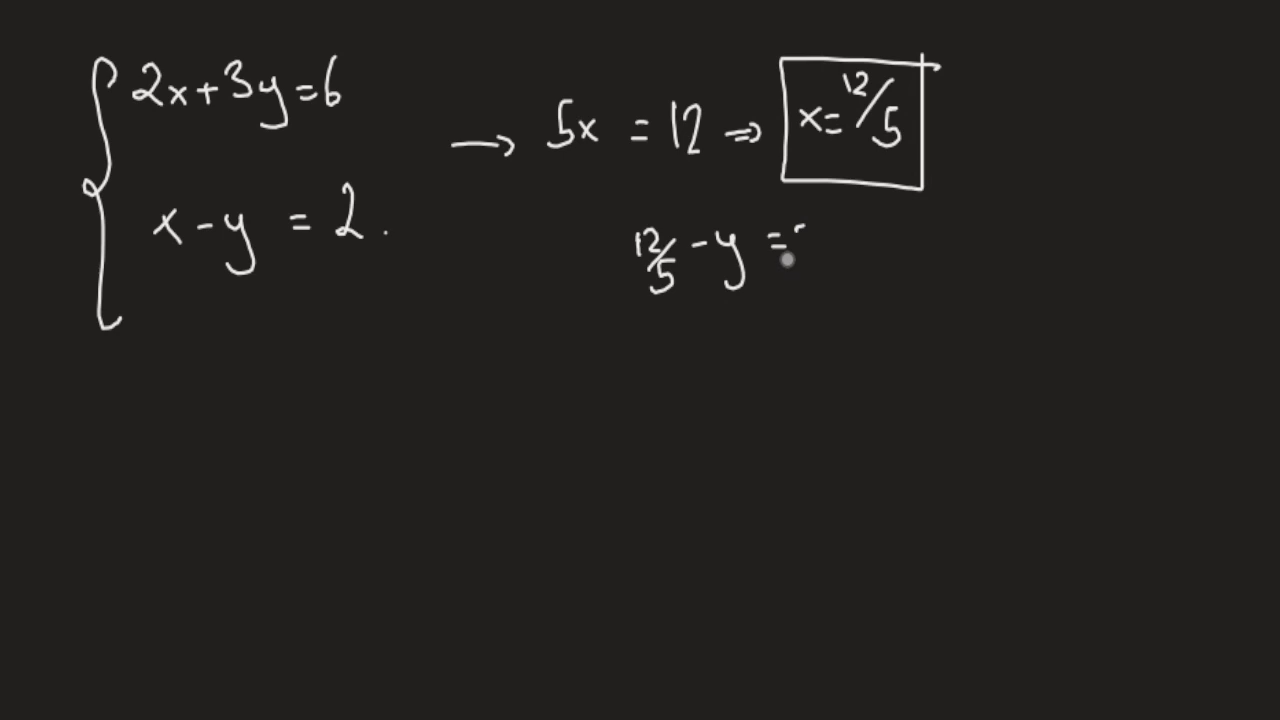 2x+3y=6
x-y = 2.
→ 5x = 12 ⇒ x=12/5
12/5 - y =